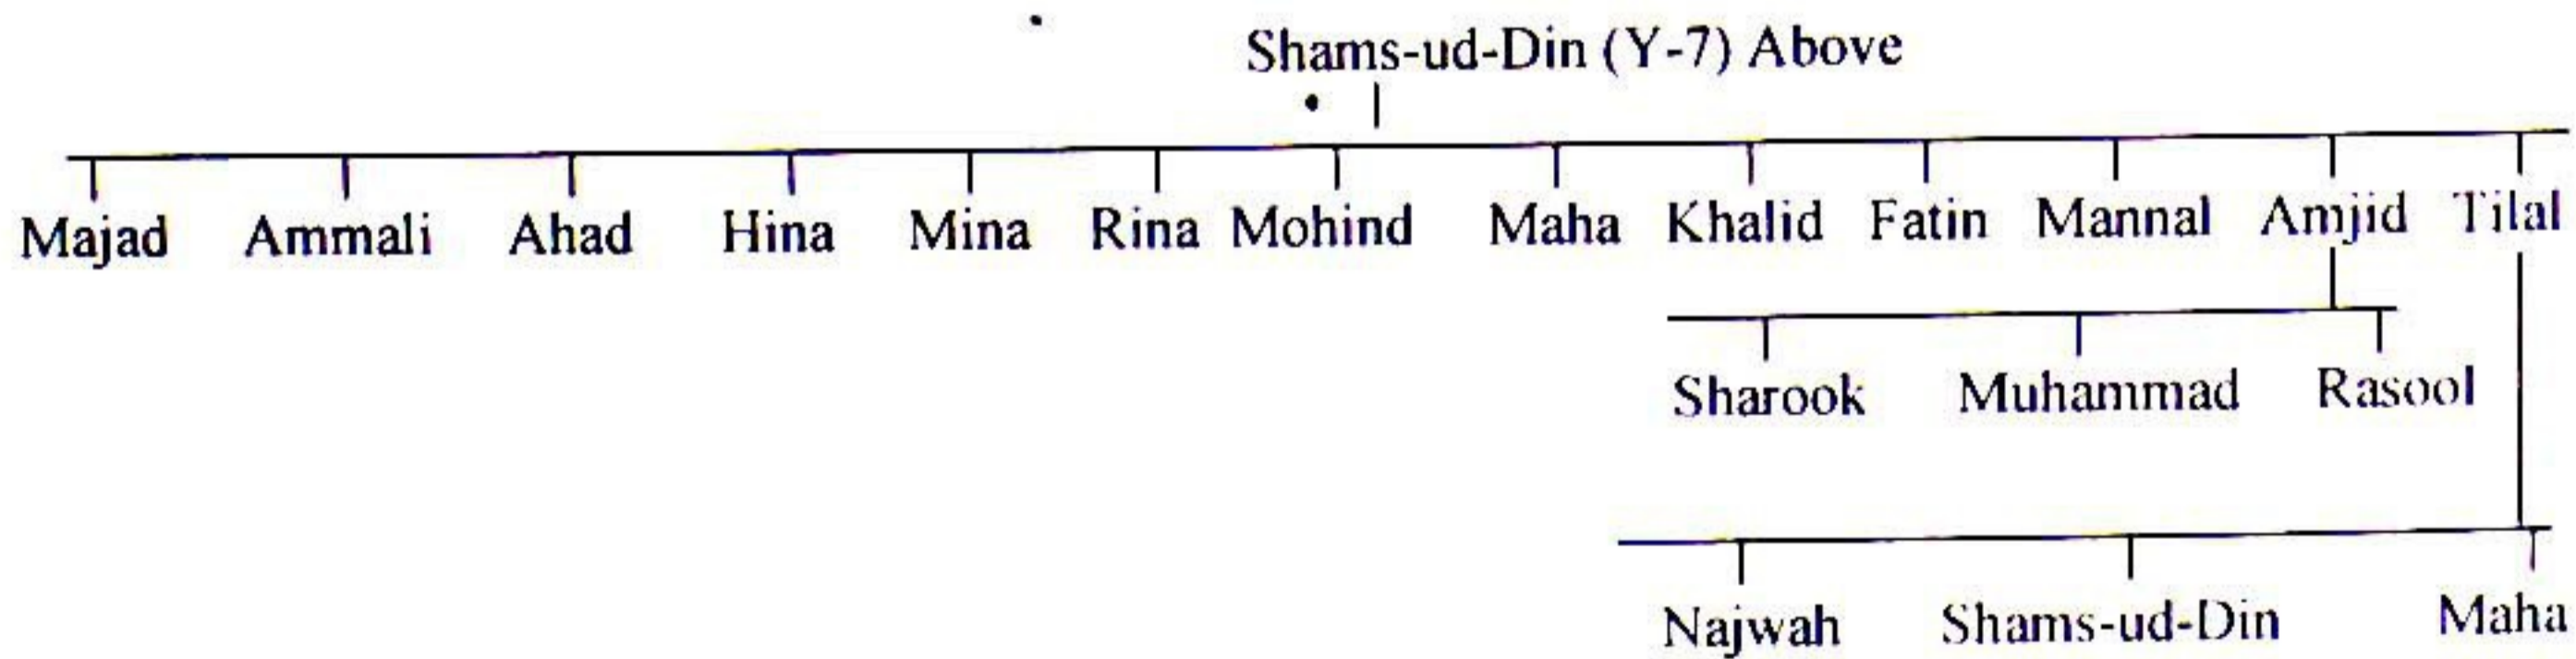 Shams-ud-Din (Y-7) Above
Majad Ammali Ahad Hina Mina Rina Mohind Maha Khalid Fatin Mannal Amjid Tilal
Sharook Muhammad Rasool
Najwah Shams-ud-Din Maha